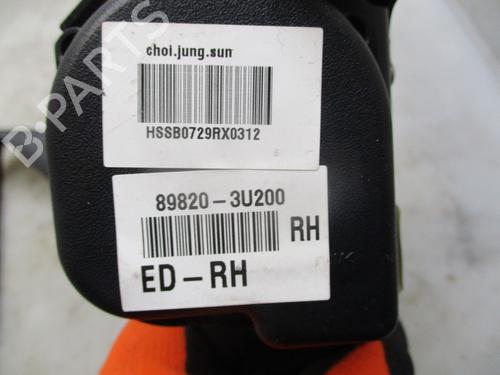 choi.jung.sun
HSSB0729RX0312
89820-3U200
RH
ED-RH
B-PARTS